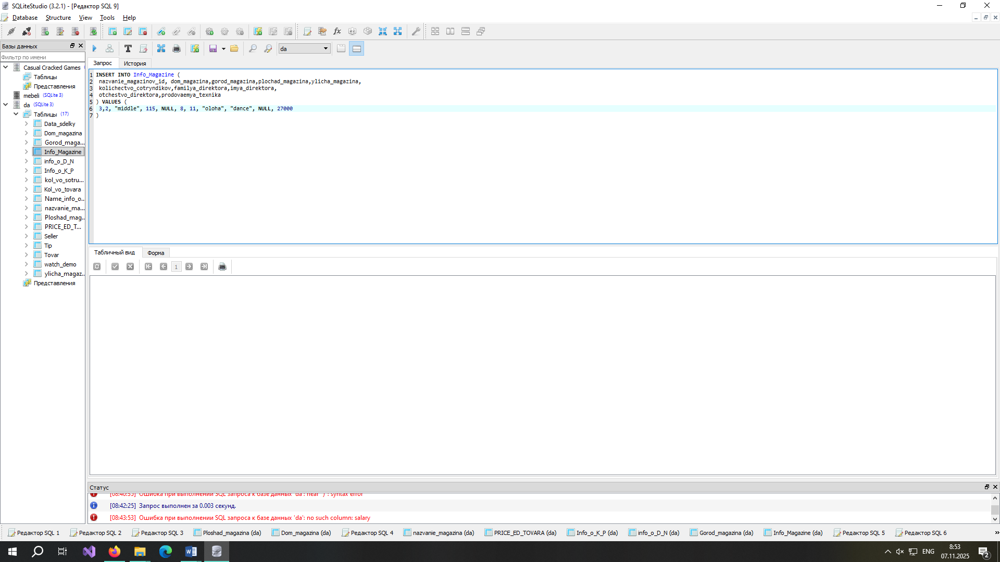 SQLiteStudio (3.2.1) - [Редактор SQL 9]
Database Structure View Tools Help
Базы данных
da
Фильтр по имени
Запрос История
Casual Cracked Games
Таблицы
Представления
mebeli (SQLite 3)
da (SQLite 3)
Таблицы (17)
Data_sdelky
Dom_magazina
Gorod_maga...
Info_Magazine
info_o_D_N
Info_o_K_P
kol_vo_sotru...
Kol_vo_tovara
Name_info_o...
nazvanie_ma...
Ploshad_mag...
PRICE_ED_T...
Seller
Tip
Tovar
watch_demo
ylicha_magaz...
Представления
1 INSERT INTO Info_Magazine (
2 nazvanie_magazinov_id, dom_magazina,gorod_magazina,plochad_magazina,ylicha_magazina,
3 kolichectvo_cotryndikov,familya_direktora,imya_direktora,
4 otchestvo_direktora,prodovaemya_texnika
5 ) VALUES (
6 3,2, "middle", 115, NULL, 8, 11, "oloha", "dance", NULL, 27000
7 )
Табличный вид Форма
1
Статус
[08:40:55] Ошибка при выполнении SQL запроса к базе данных 'da': near ")": syntax error
[08:42:25] Запрос выполнен за 0.003 секунд.
[08:43:53] Ошибка при выполнении SQL запроса к базе данных 'da': no such column: salary
Редактор SQL 1 Редактор SQL 2 Редактор SQL 3 Ploshad_magazina (da) Dom_magazina (da) Редактор SQL 4 nazvanie_magazina (da) PRICE_ED_TOVARA (da) Info_o_K_P (da) info_o_D_N (da) Gorod_magazina (da) Info_Magazine (da) Редактор SQL 5 Редактор SQL 6 »
ENG
8:53
07.11.2025
2